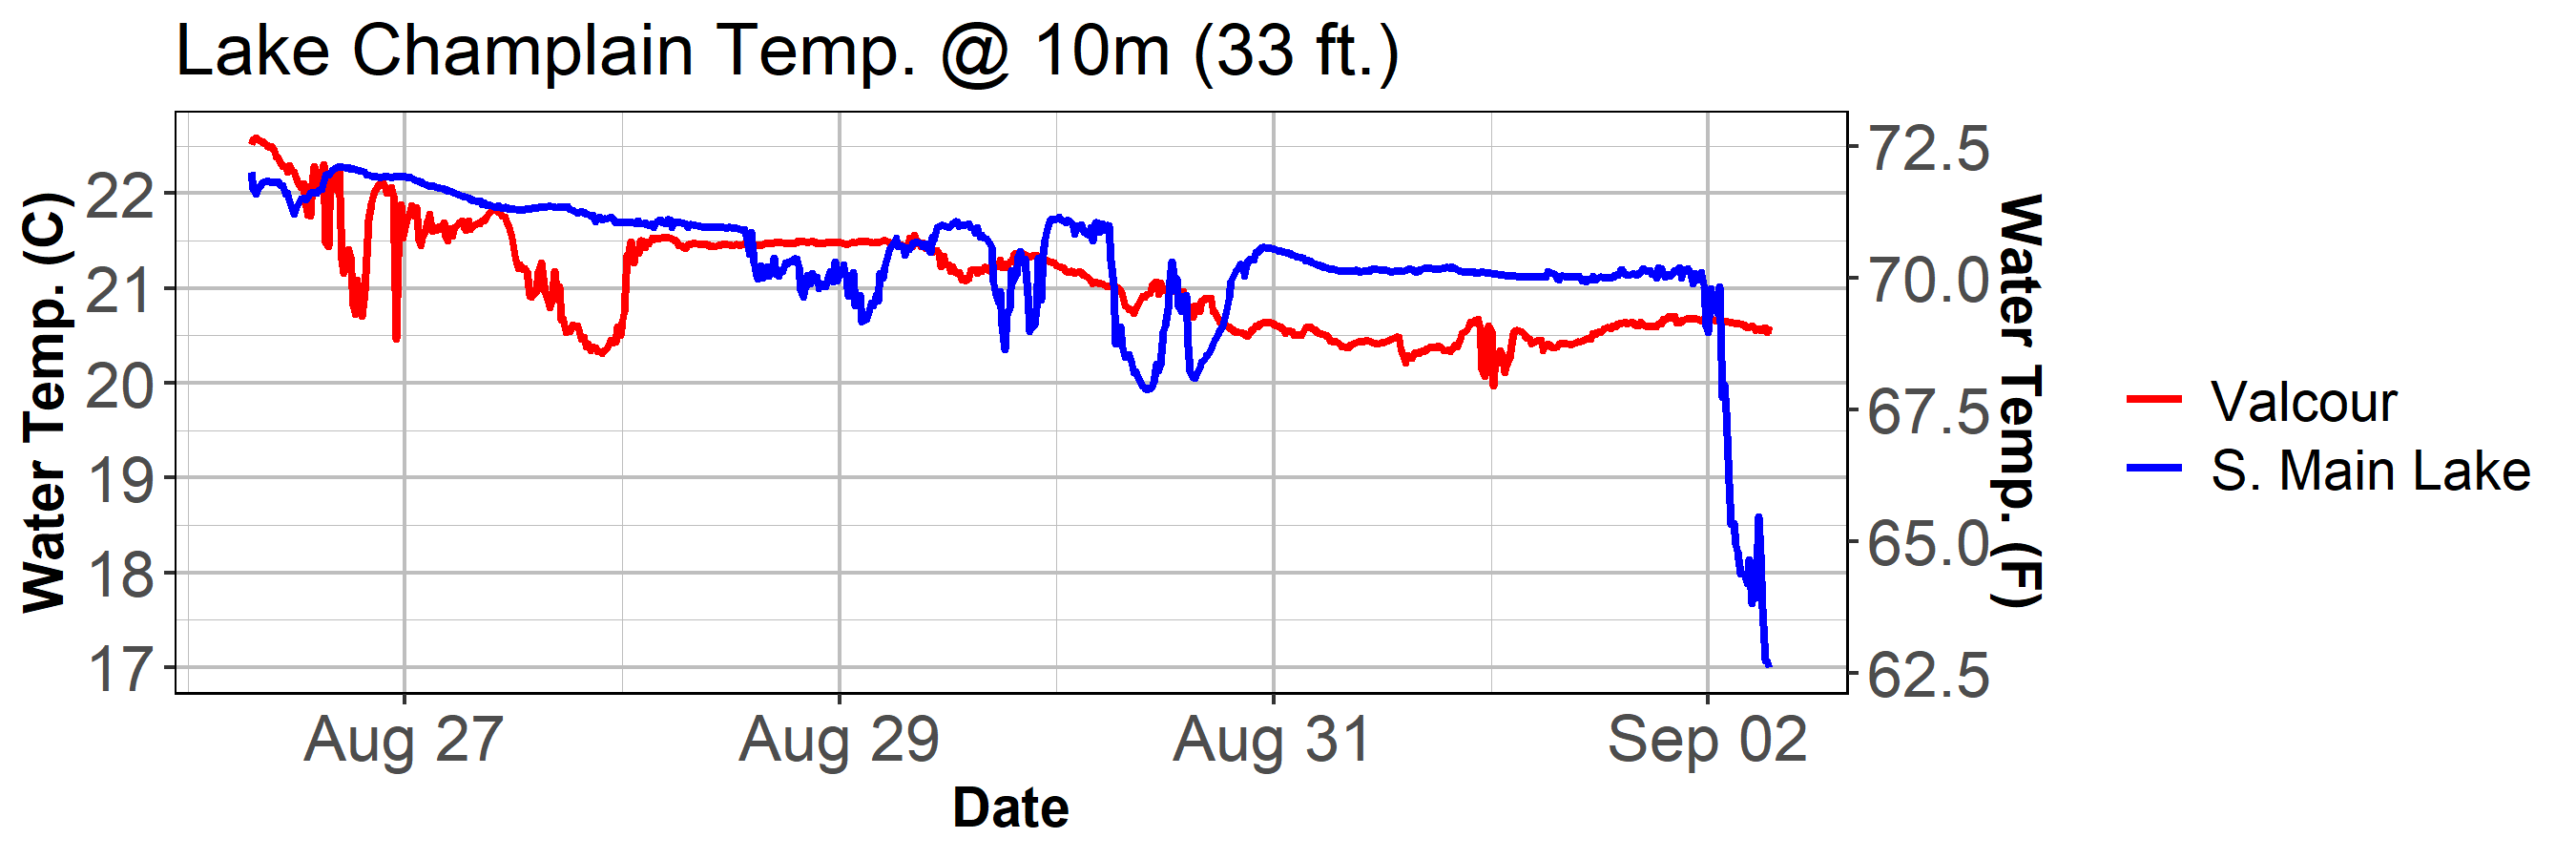 Lake Champlain Temp. @ 10m (33 ft.)
Water Temp. (C)
22
21
20
19
18
17
72.5
70.0
67.5
65.0
62.5
Water Temp. (F)
Aug 27
Aug 29
Aug 31
Sep 02
Date
Valcour
S. Main Lake